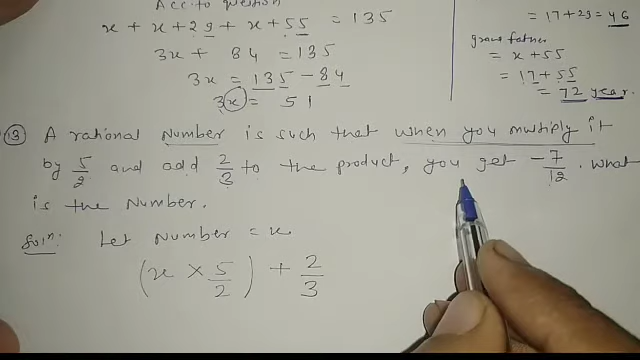 Acc. to question
x + x + 29 + x + 55 = 135
3x + 84 = 135
3x = 135 - 84
3x = 51
= 17 + 29 = 46
grand father
= x + 55
= 17 + 55
= 72 year.
③ A rational Number is such that when you multiply it
by 5/2 and add 2/3 to the product, you get - 7/12 . What
is the Number.
Soln: Let Number = x
(x × 5/2) + 2/3